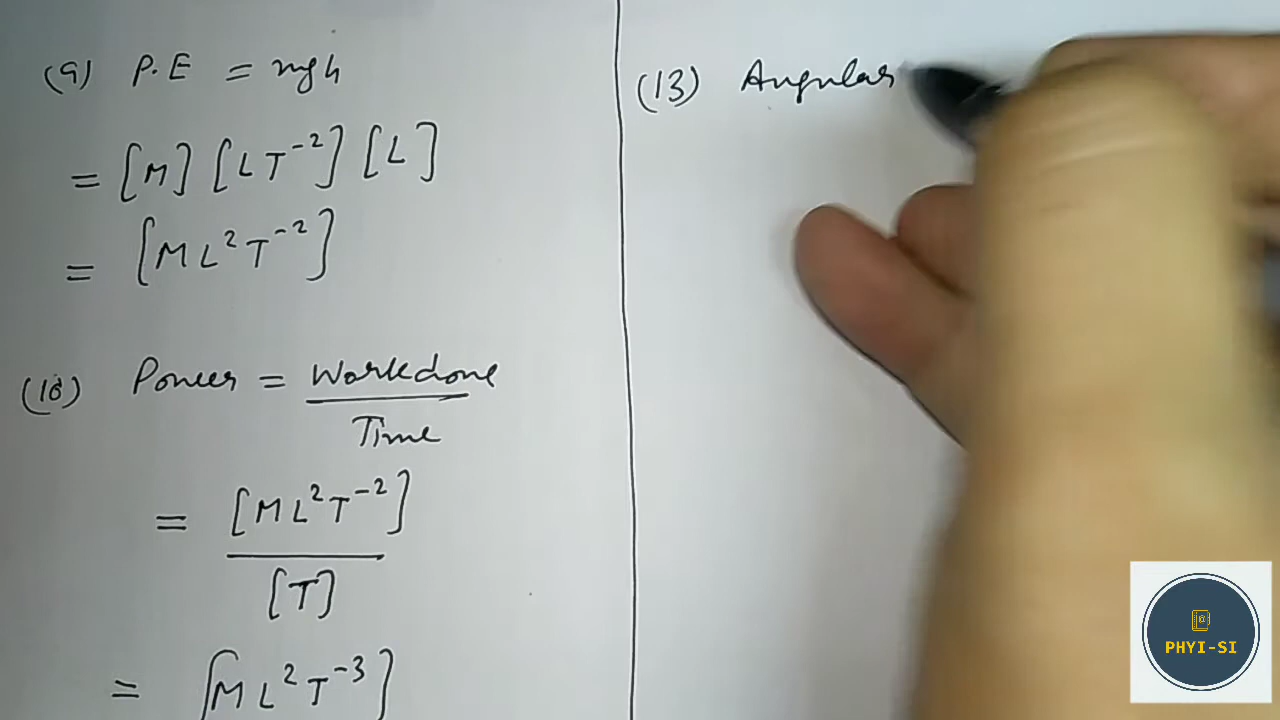 (9) P.E = mgh
= [M] [LT⁻²] [L]
= [ML²T⁻²]
(10) Power = Workdone
Time
= [ML²T⁻²]
[T]
= [ML²T⁻³]
(13) Angular
PHYI-SI